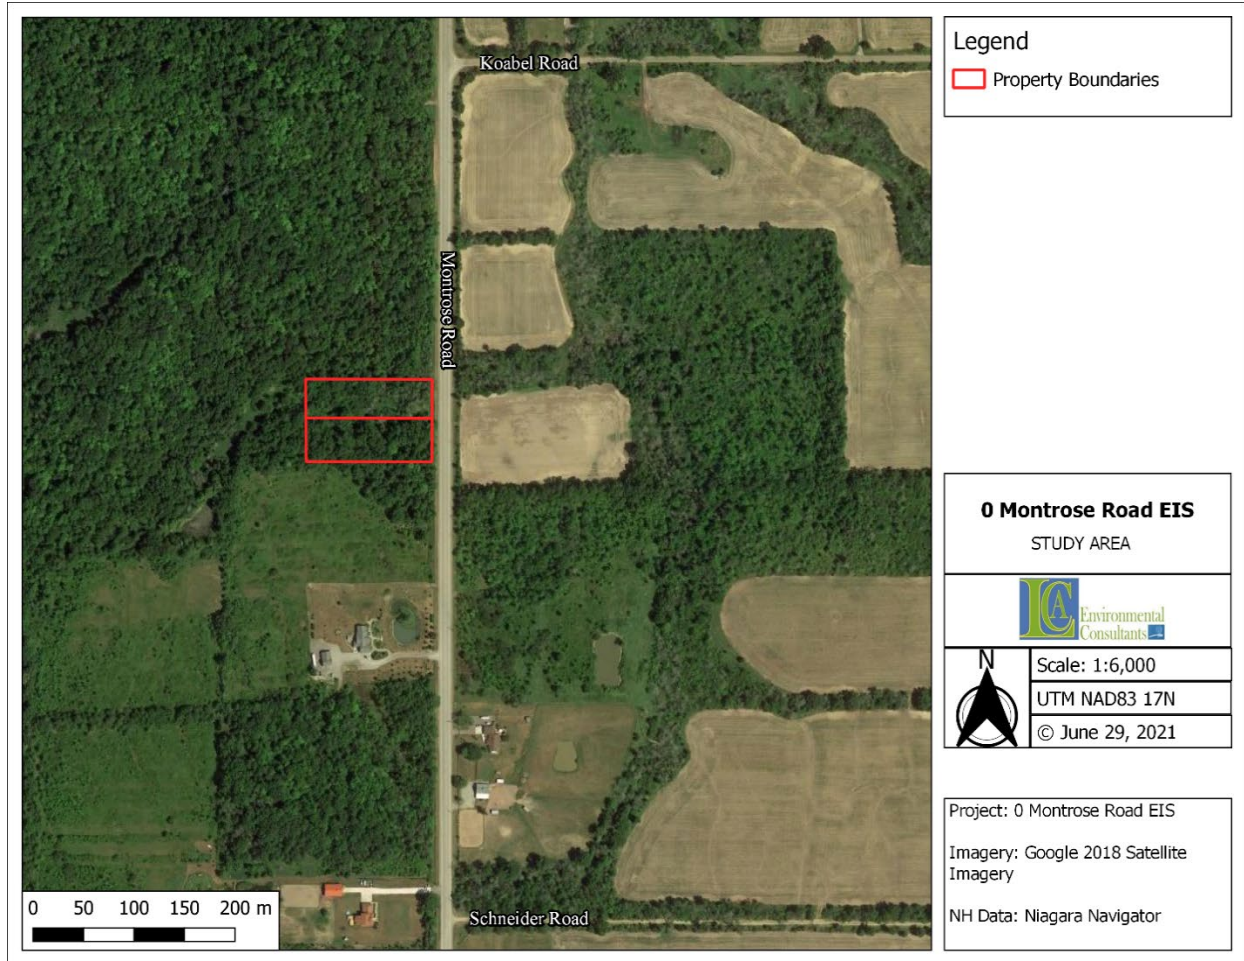 Koabel Road
Montrose Road
Schneider Road
0 50 100 150 200 m
Legend
Property Boundaries
0 Montrose Road EIS
STUDY AREA
LCA
Environmental
Consultants
N
Scale: 1:6,000
UTM NAD83 17N
© June 29, 2021
Project: 0 Montrose Road EIS
Imagery: Google 2018 Satellite
Imagery
NH Data: Niagara Navigator